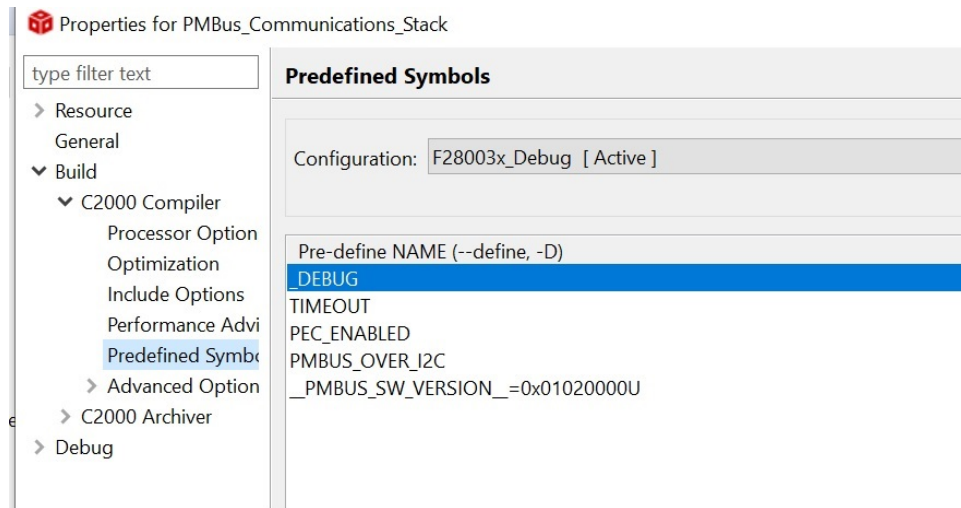 Properties for PMBus_Communications_Stack
type filter text
Resource
General
Build
C2000 Compiler
Processor Option
Optimization
Include Options
Performance Advi
Predefined Symbo
Advanced Option
C2000 Archiver
Debug
Predefined Symbols
Configuration: F28003x_Debug [ Active ]
Pre-define NAME (--define, -D)
_DEBUG
TIMEOUT
PEC_ENABLED
PMBUS_OVER_I2C
__PMBUS_SW_VERSION__=0x01020000U